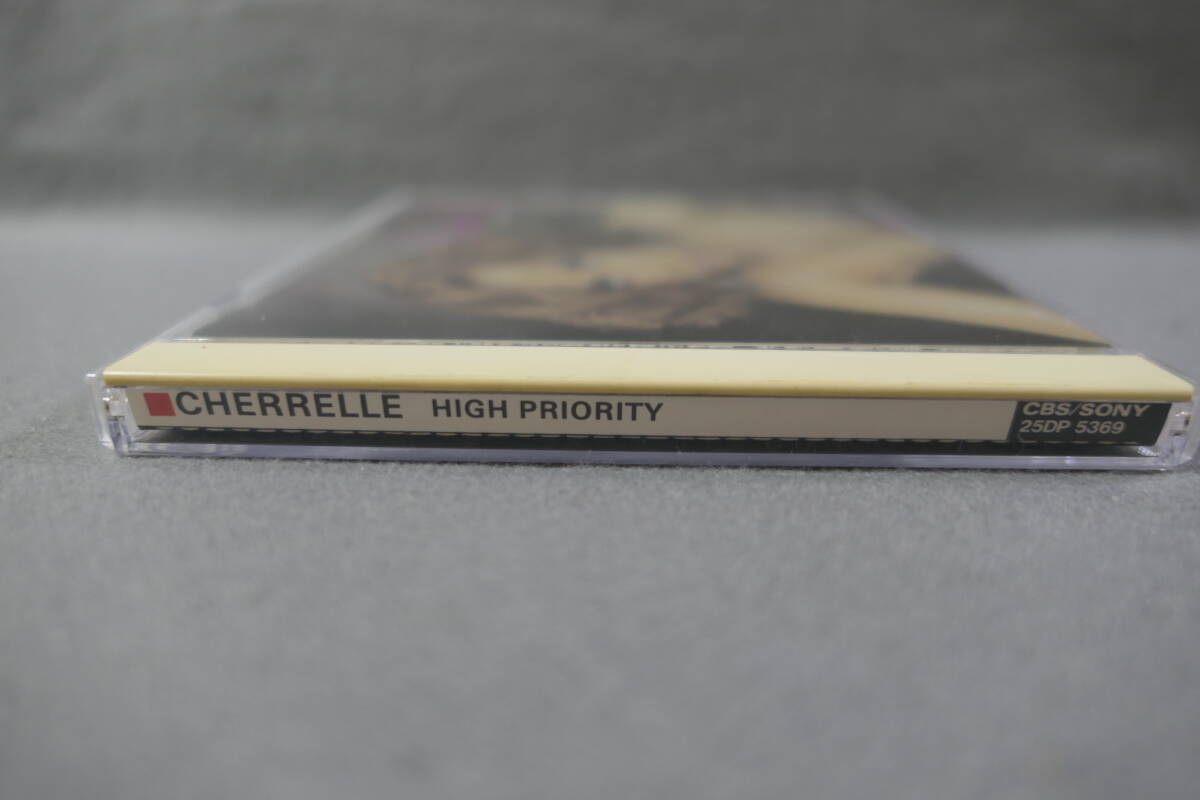 CHERRELLE HIGH PRIORITY
CBS/SONY
25DP 5369